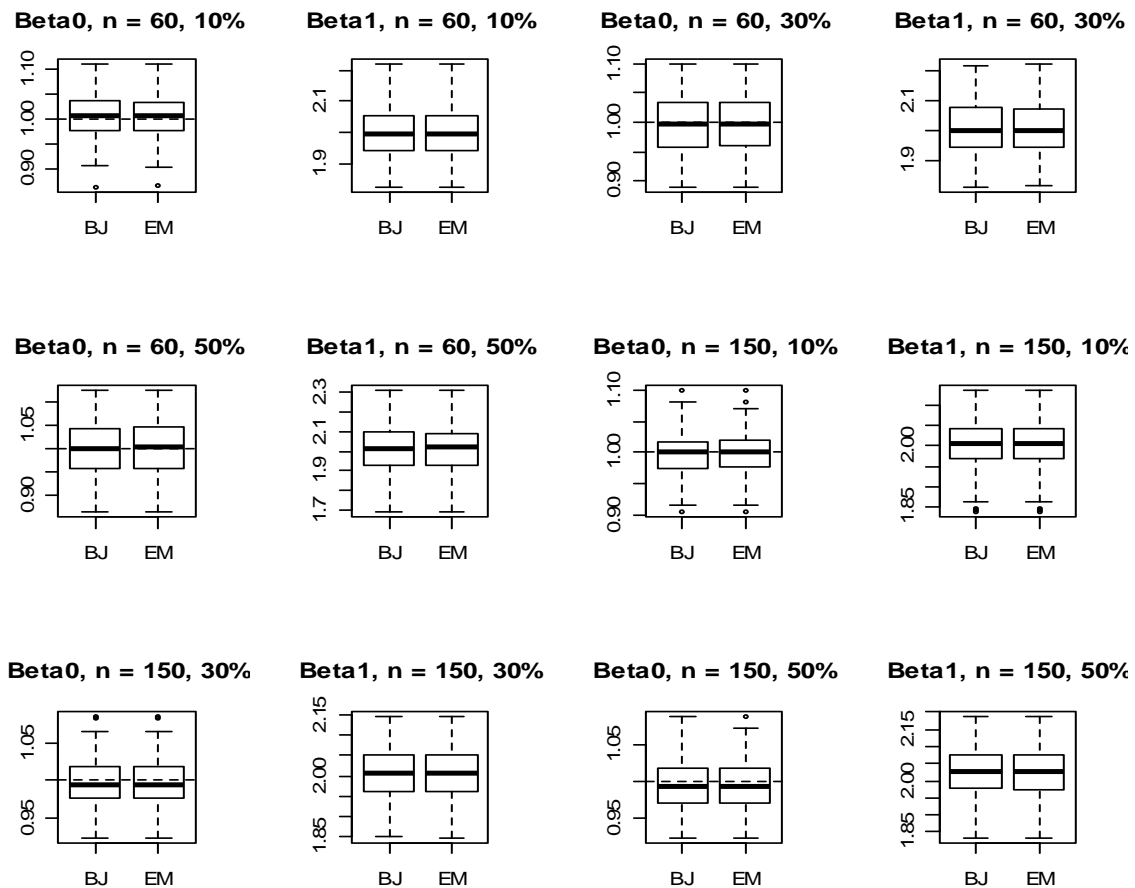 Beta0, n = 60, 10%
1.10
1.00
0.90
BJ EM
Beta1, n = 60, 10%
2.1
1.9
BJ EM
Beta0, n = 60, 30%
1.10
1.00
0.90
BJ EM
Beta1, n = 60, 30%
2.1
1.9
BJ EM
Beta0, n = 60, 50%
1.05
0.90
BJ EM
Beta1, n = 60, 50%
2.3
2.1
1.9
1.7
BJ EM
Beta0, n = 150, 10%
1.10
1.00
0.90
BJ EM
Beta1, n = 150, 10%
2.00
1.85
BJ EM
Beta0, n = 150, 30%
1.05
0.95
BJ EM
Beta1, n = 150, 30%
2.15
2.00
1.85
BJ EM
Beta0, n = 150, 50%
1.05
0.95
BJ EM
Beta1, n = 150, 50%
2.15
2.00
1.85
BJ EM